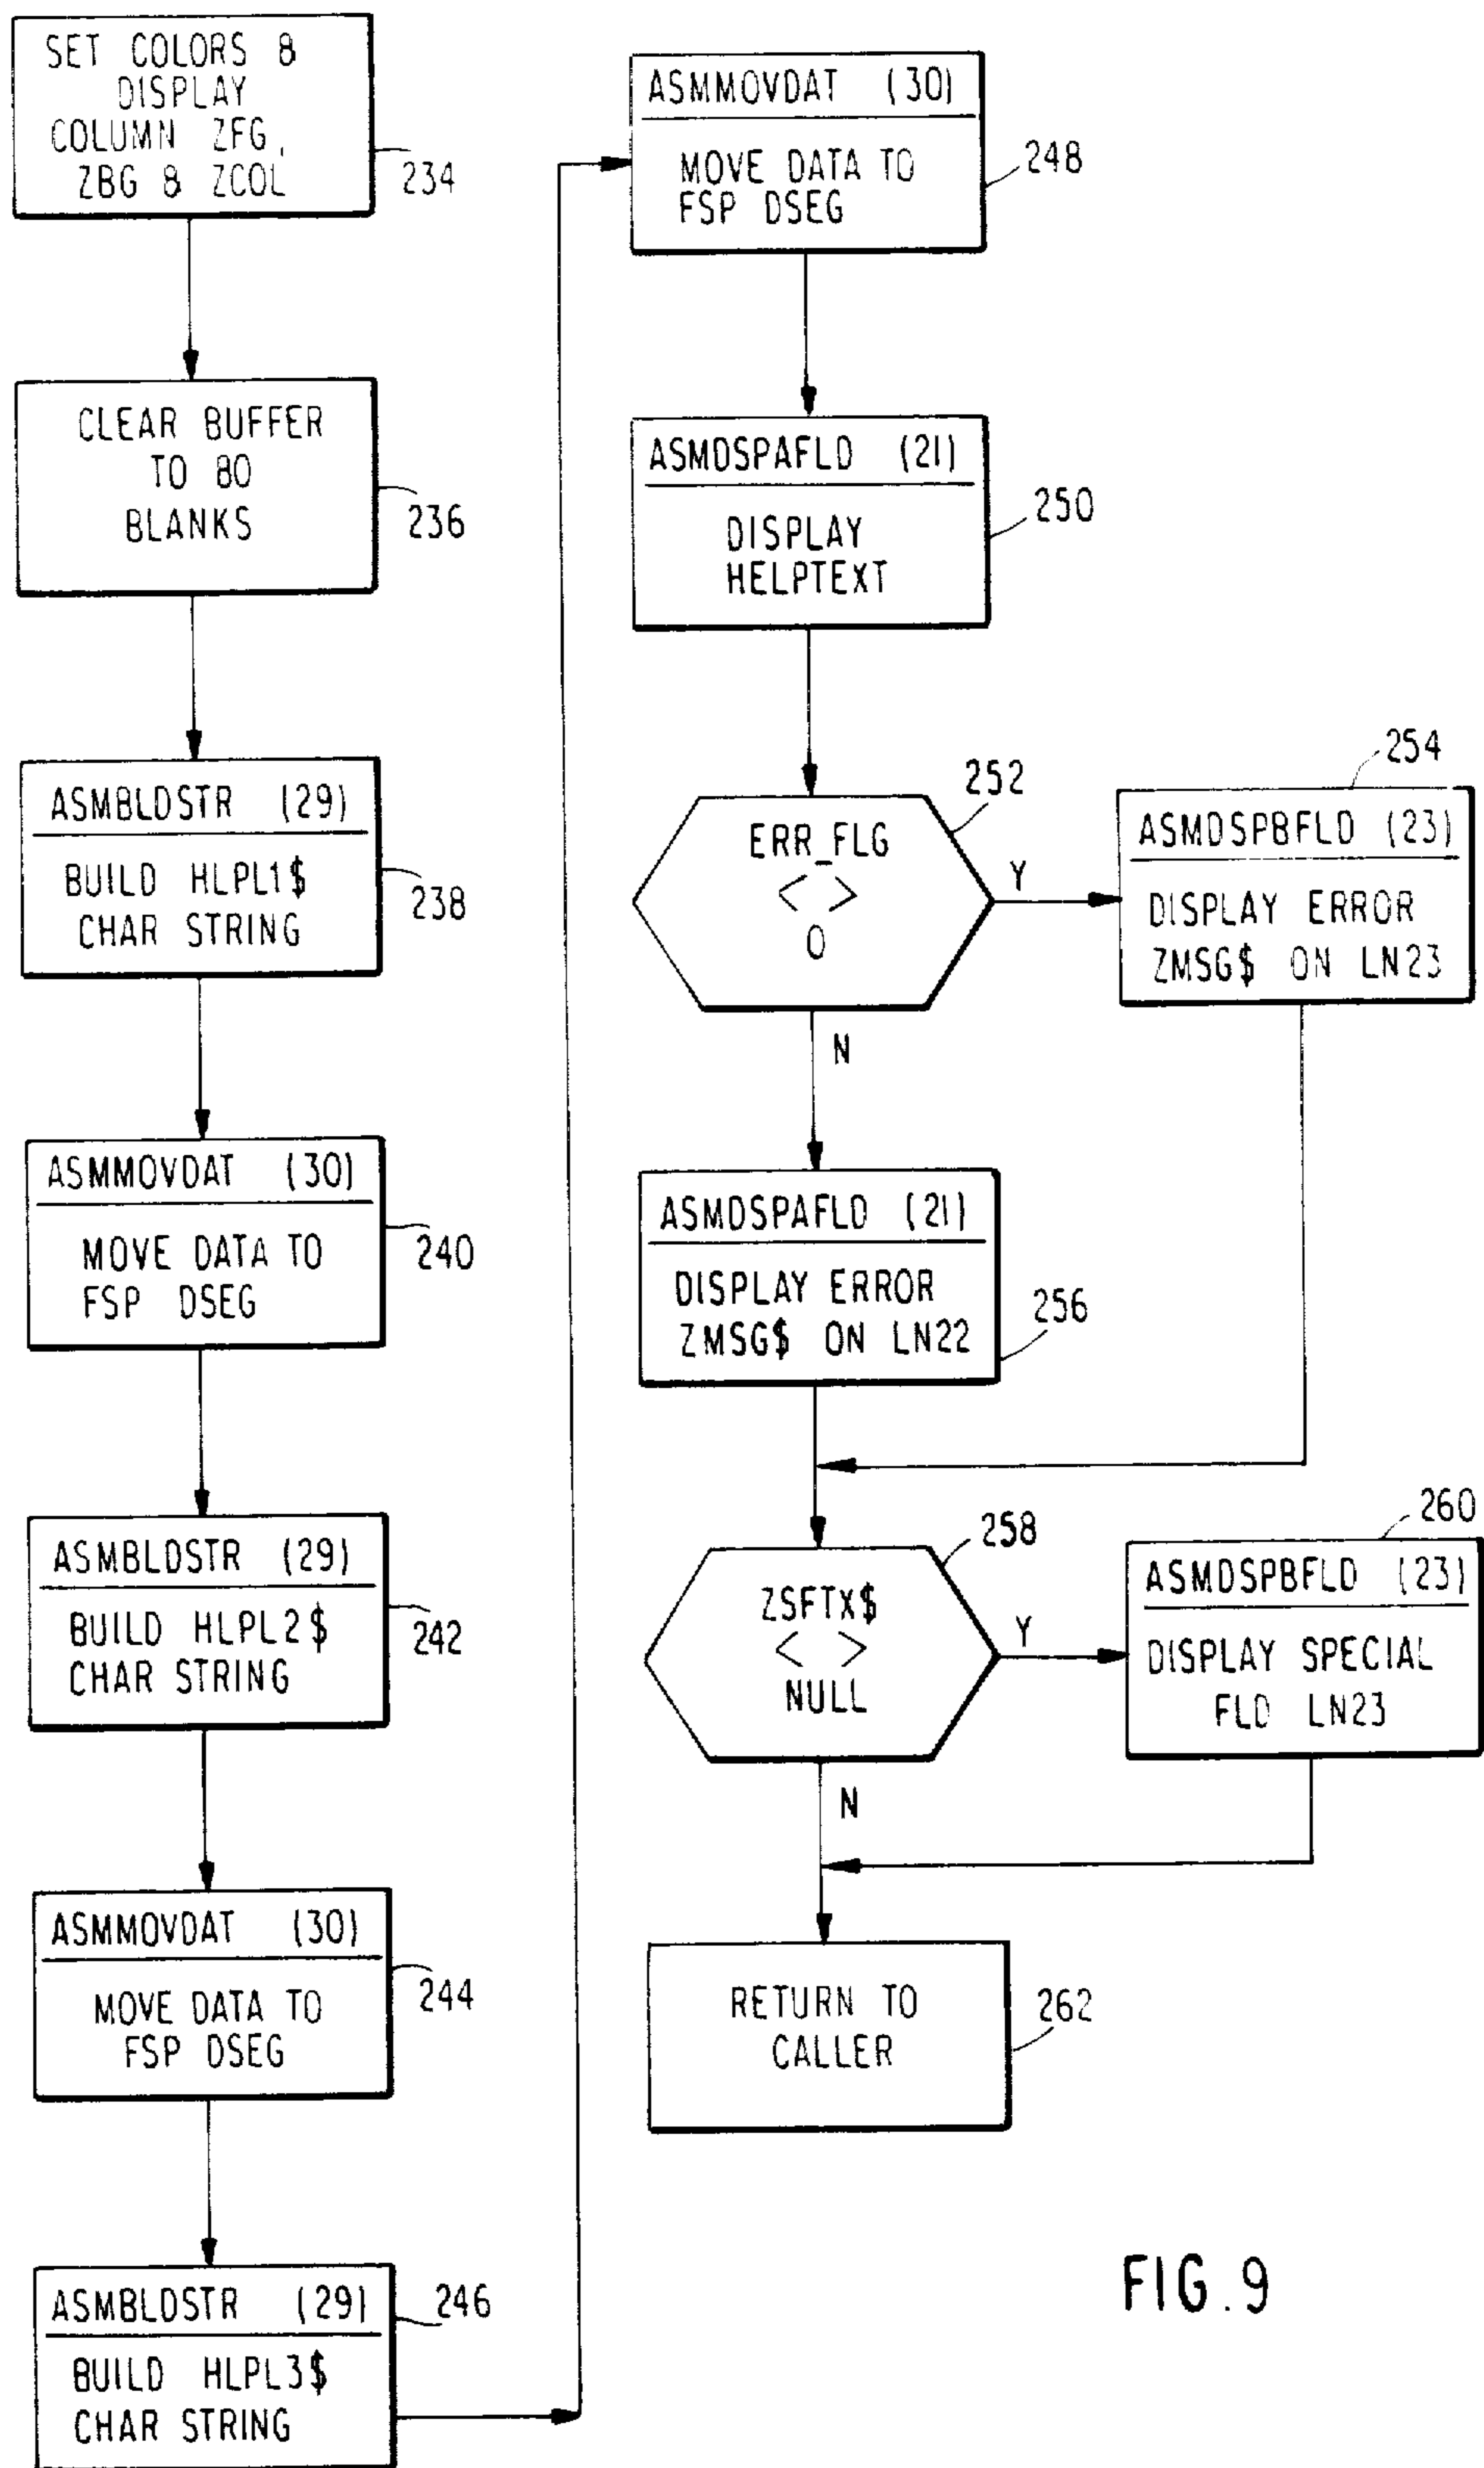 SET COLORS &
DISPLAY
COLUMN ZFG,
ZBG & ZCOL
234
CLEAR BUFFER
TO 80
BLANKS
236
ASMBLDSTR (29)
BUILD HLPL1$
CHAR STRING
238
ASMMOVDAT (30)
MOVE DATA TO
FSP DSEG
240
ASMBLDSTR (29)
BUILD HLPL2$
CHAR STRING
242
ASMMOVDAT (30)
MOVE DATA TO
FSP DSEG
244
ASMBLDSTR (29)
BUILD HLPL3$
CHAR STRING
246
ASMMOVDAT (30)
MOVE DATA TO
FSP DSEG
248
ASMDSPAFLD (21)
DISPLAY
HELPTEXT
250
ERR_FLG
< >
0
252
Y
N
254
ASMDSPBFLD (23)
DISPLAY ERROR
ZMSG$ ON LN23
ASMDSPAFLD (21)
DISPLAY ERROR
ZMSG$ ON LN22
256
ZSFTX$
< >
NULL
258
Y
N
260
ASMDSPBFLD (23)
DISPLAY SPECIAL
FLD LN23
RETURN TO
CALLER
262
FIG. 9